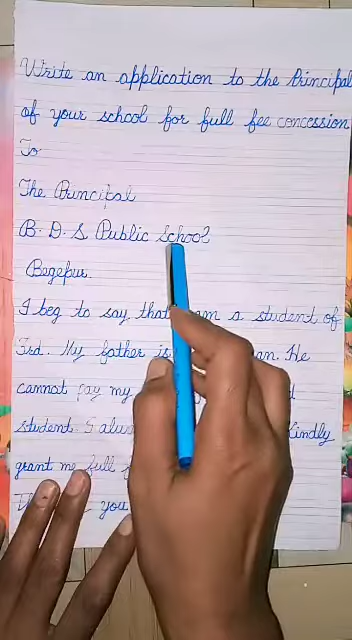 Write an application to the Principal
of your school for full fee concession
To
The Principal
B. D. S Public School
Begepur
I beg to say that am a student of
3rd. My father is an. He
cannot pay my
student. I Kindly
grant me full
you